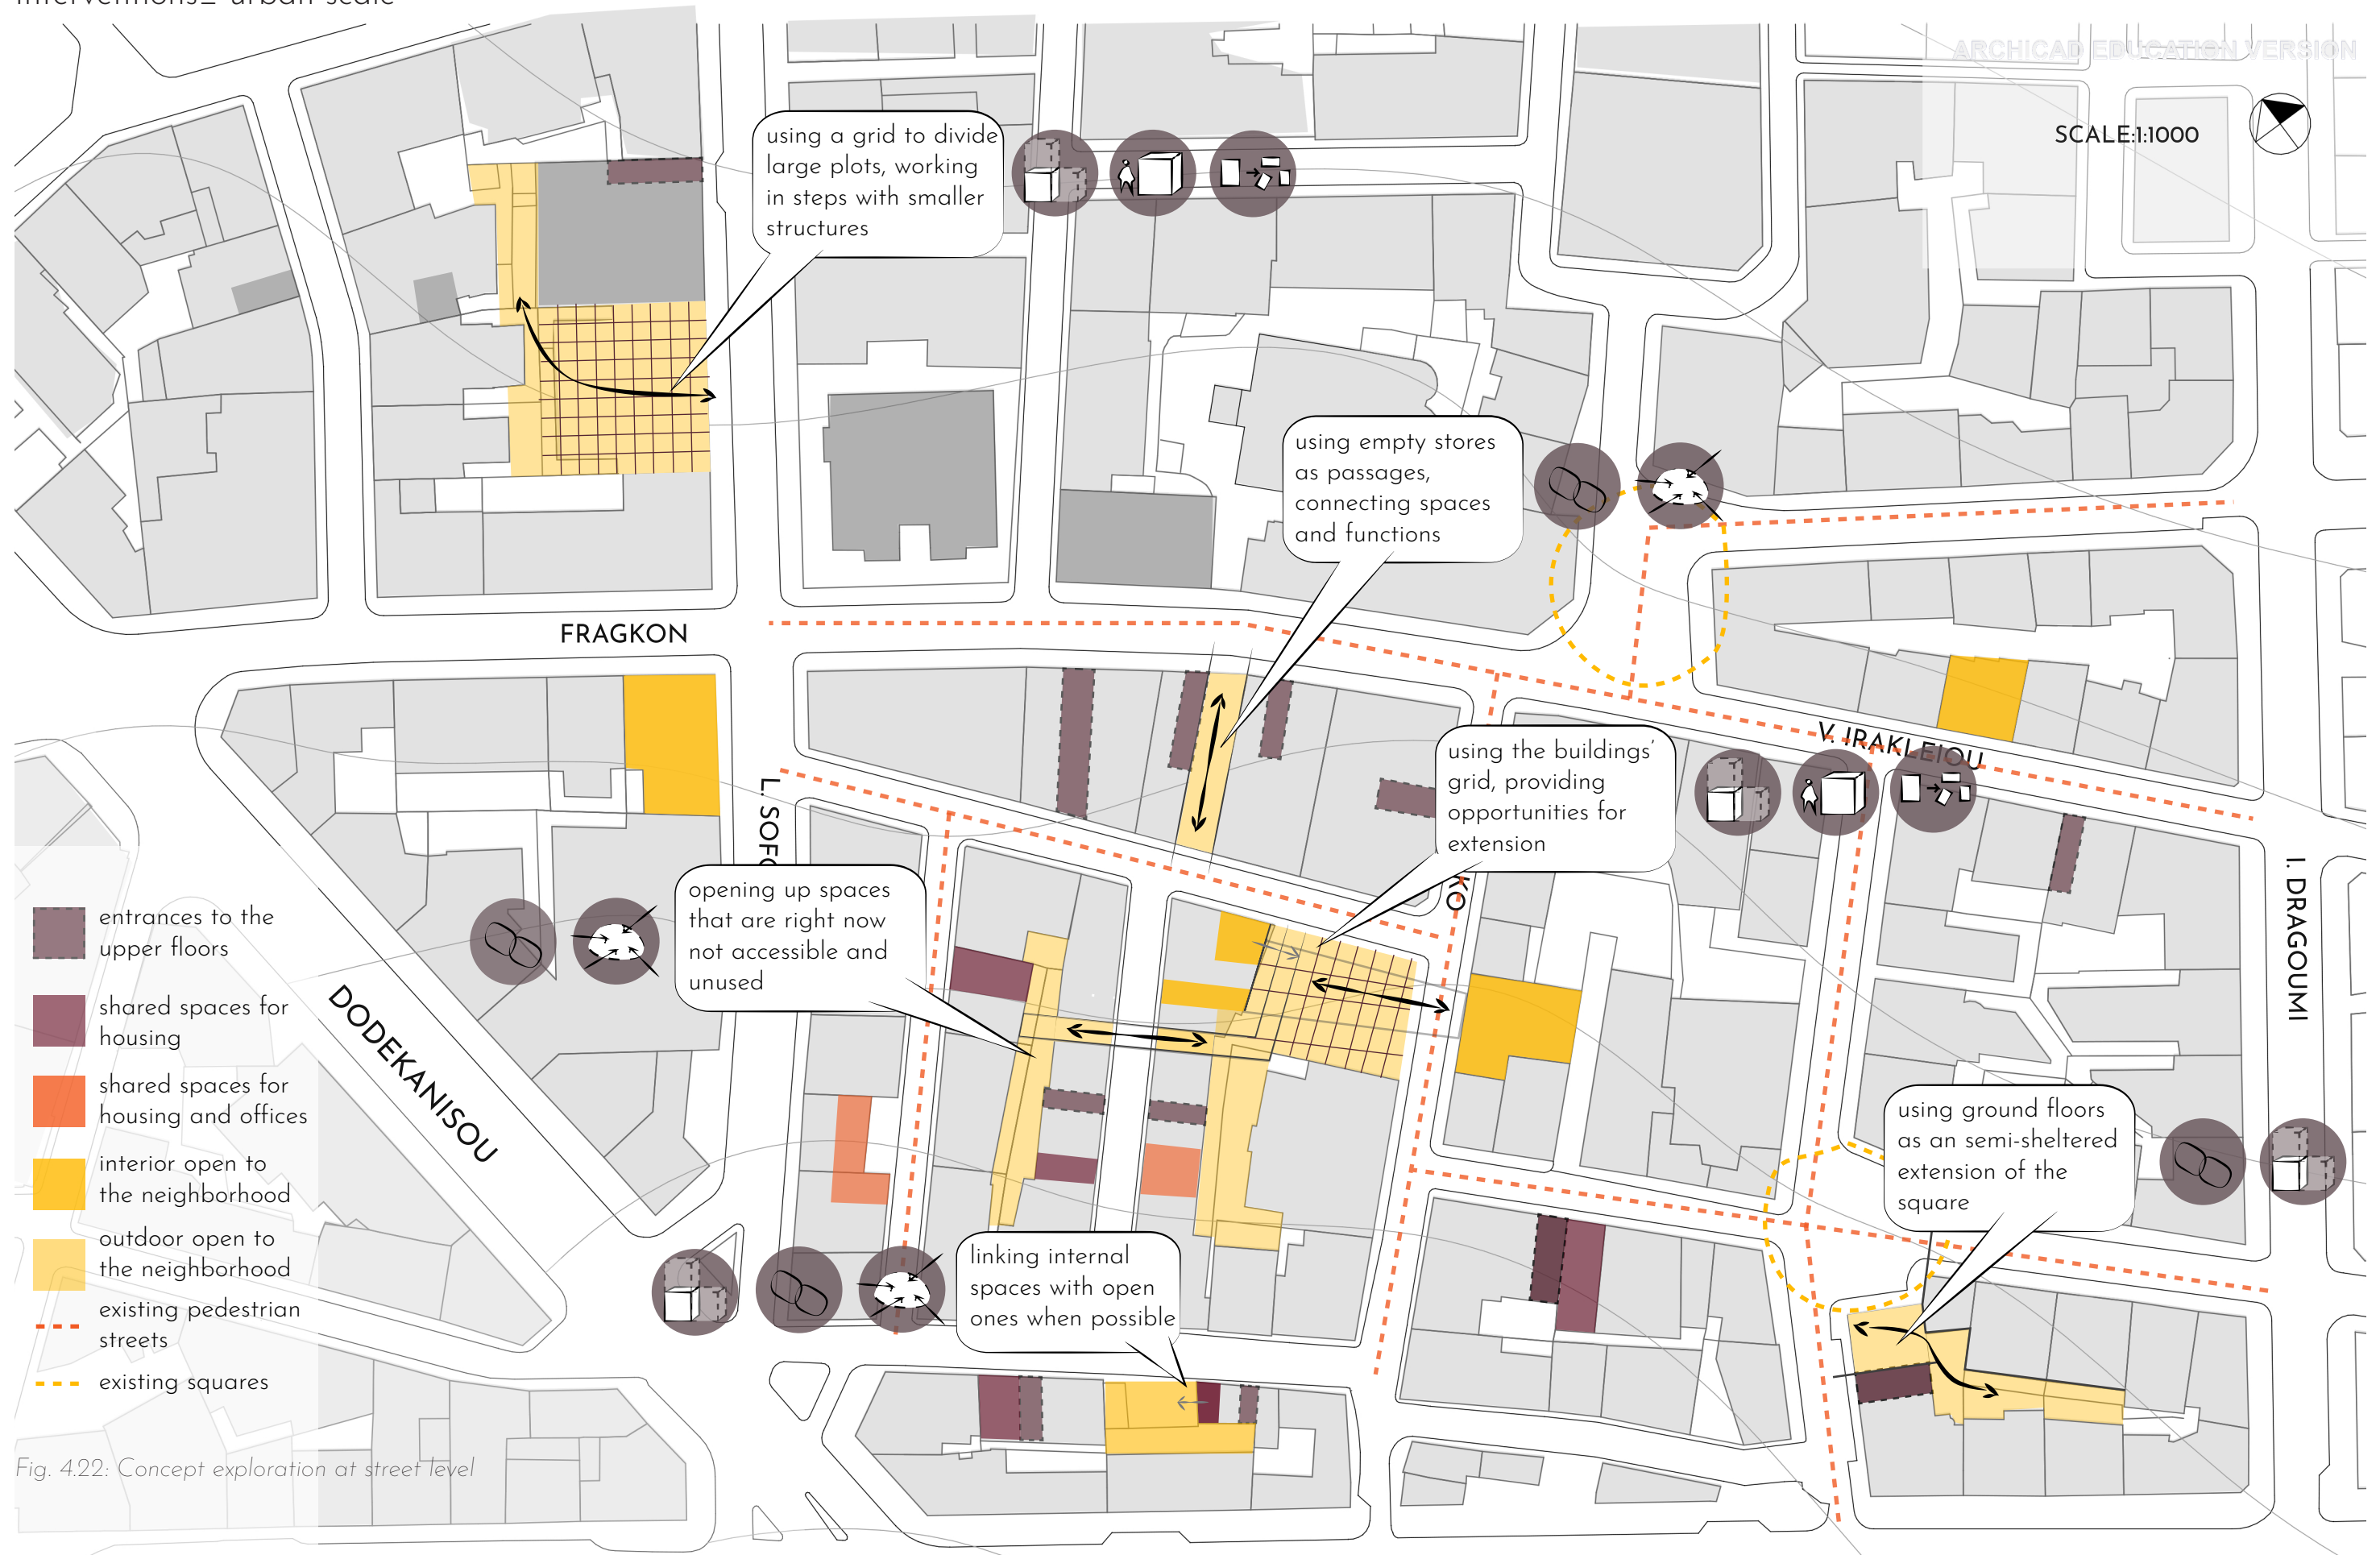 interventions_ urban scale
ARCHICAD EDUCATION VERSION
SCALE:1:1000
using a grid to divide
large plots, working
in steps with smaller
structures
using empty stores
as passages,
connecting spaces
and functions
FRAGKON
V. IRAKLEIOU
using the buildings'
grid, providing
opportunities for
extension
L. SOFO
KO
I. DRAGOUMI
opening up spaces
that are right now
not accessible and
unused
DODEKANISOU
using ground floors
as an semi-sheltered
extension of the
square
linking internal
spaces with open
ones when possible
entrances to the
upper floors
shared spaces for
housing
shared spaces for
housing and offices
interior open to
the neighborhood
outdoor open to
the neighborhood
existing pedestrian
streets
existing squares
Fig. 4.22: Concept exploration at street level